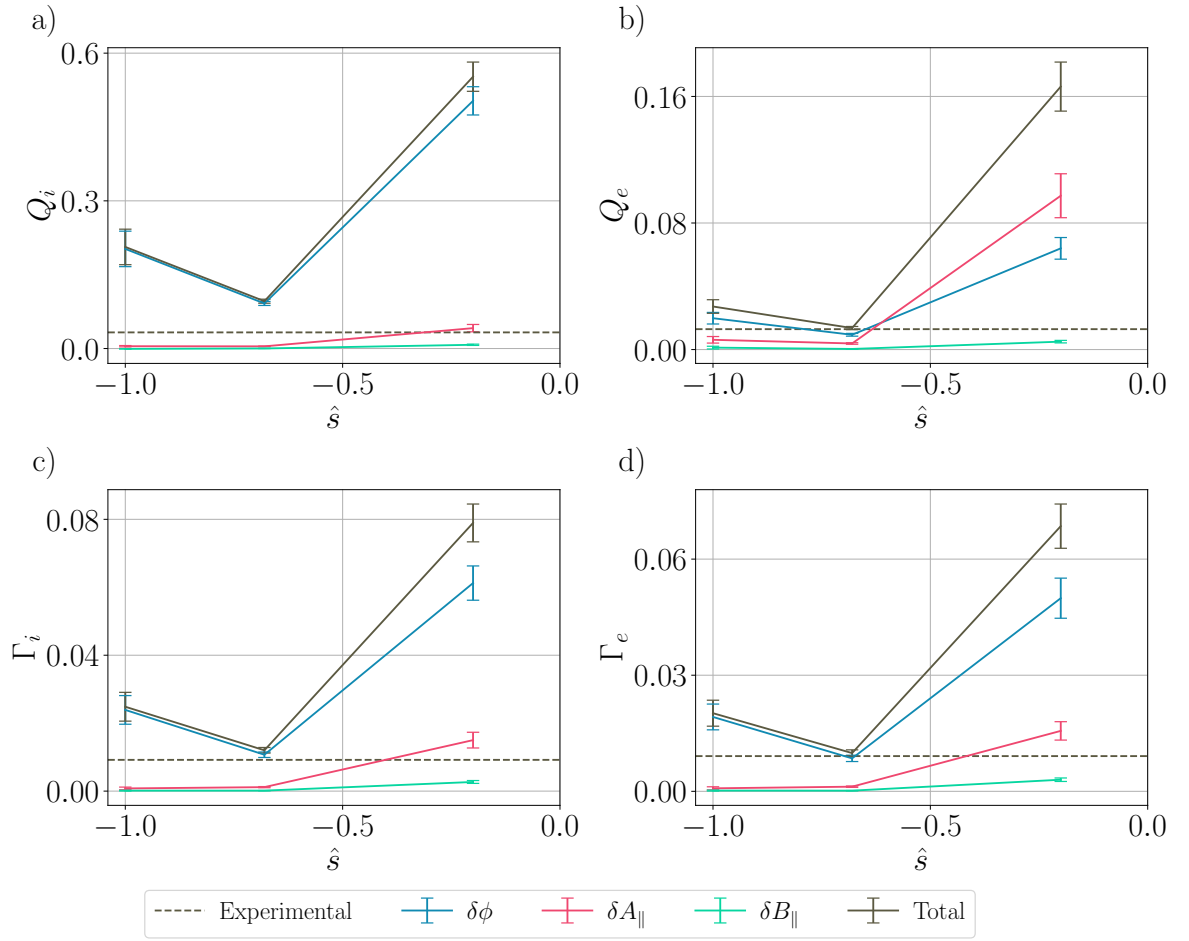 a)
0.6
0.3
0.0
Q_i
−1.0 −0.5 0.0
ŝ
b)
0.16
0.08
0.00
Q_e
−1.0 −0.5 0.0
ŝ
c)
0.08
0.04
0.00
Γ_i
−1.0 −0.5 0.0
ŝ
d)
0.06
0.03
0.00
Γ_e
−1.0 −0.5 0.0
ŝ
Experimental δϕ δA_∥ δB_∥ Total